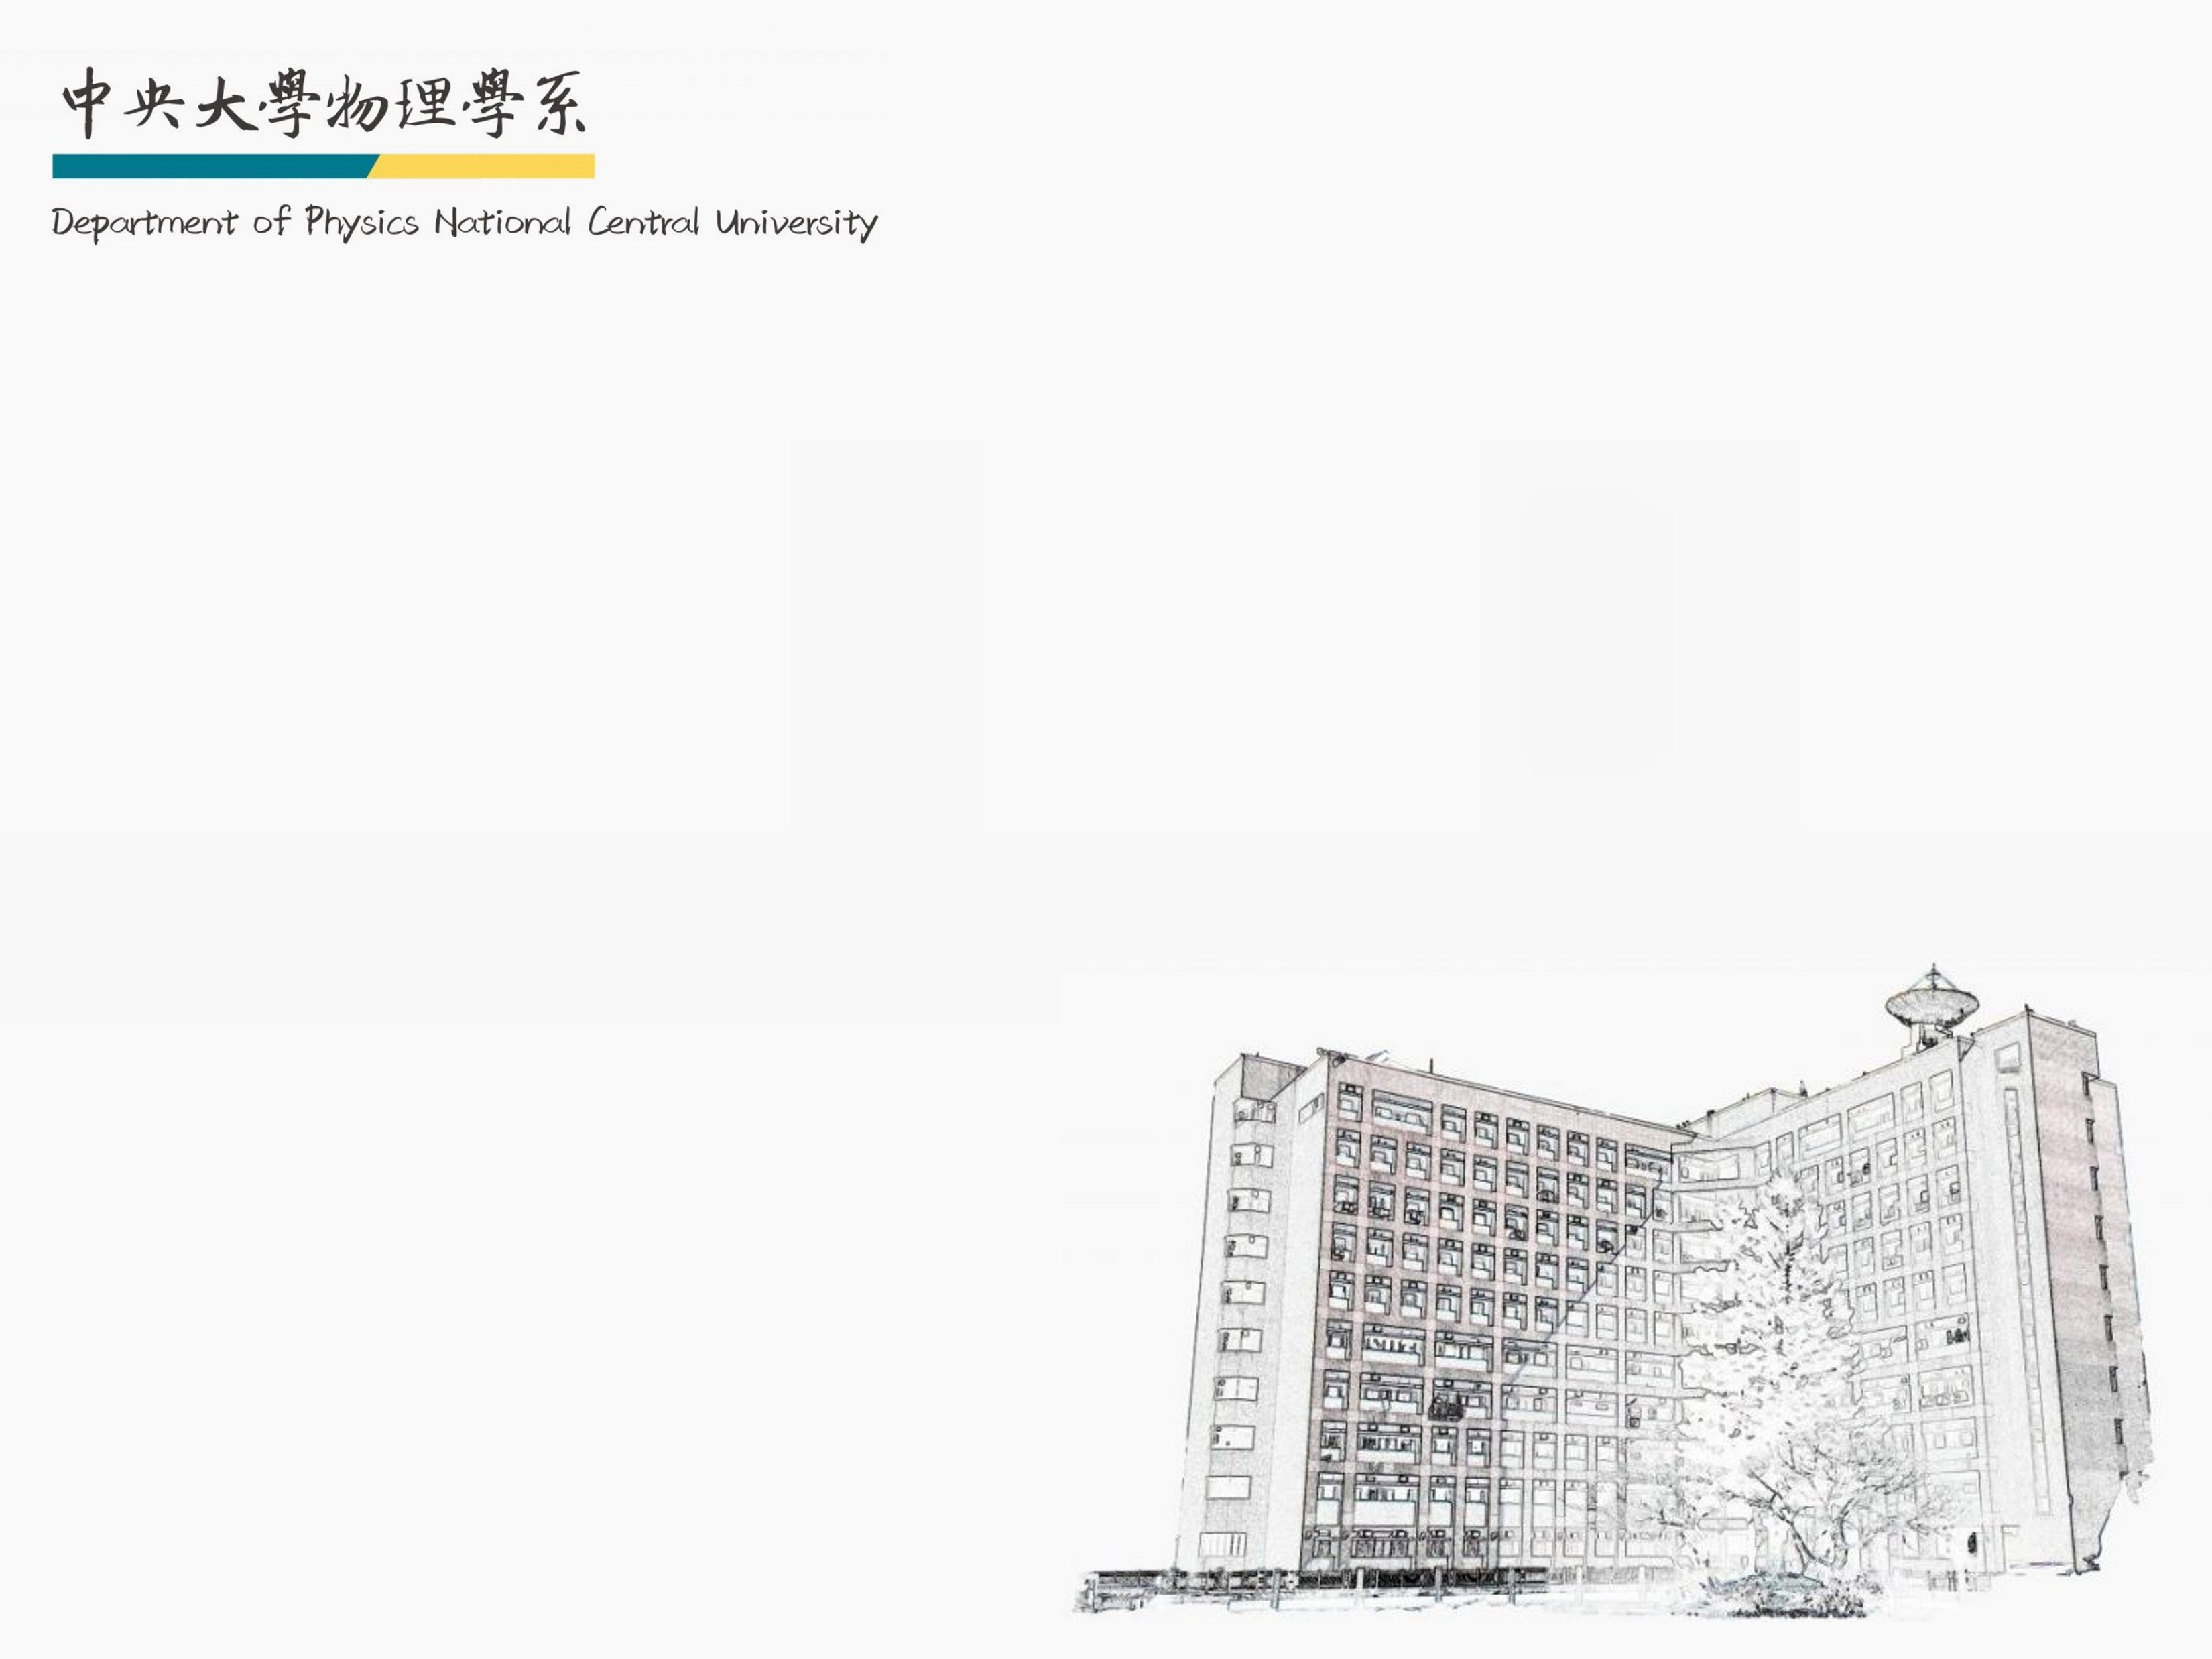 中央大學物理學系
Department of Physics National Central University